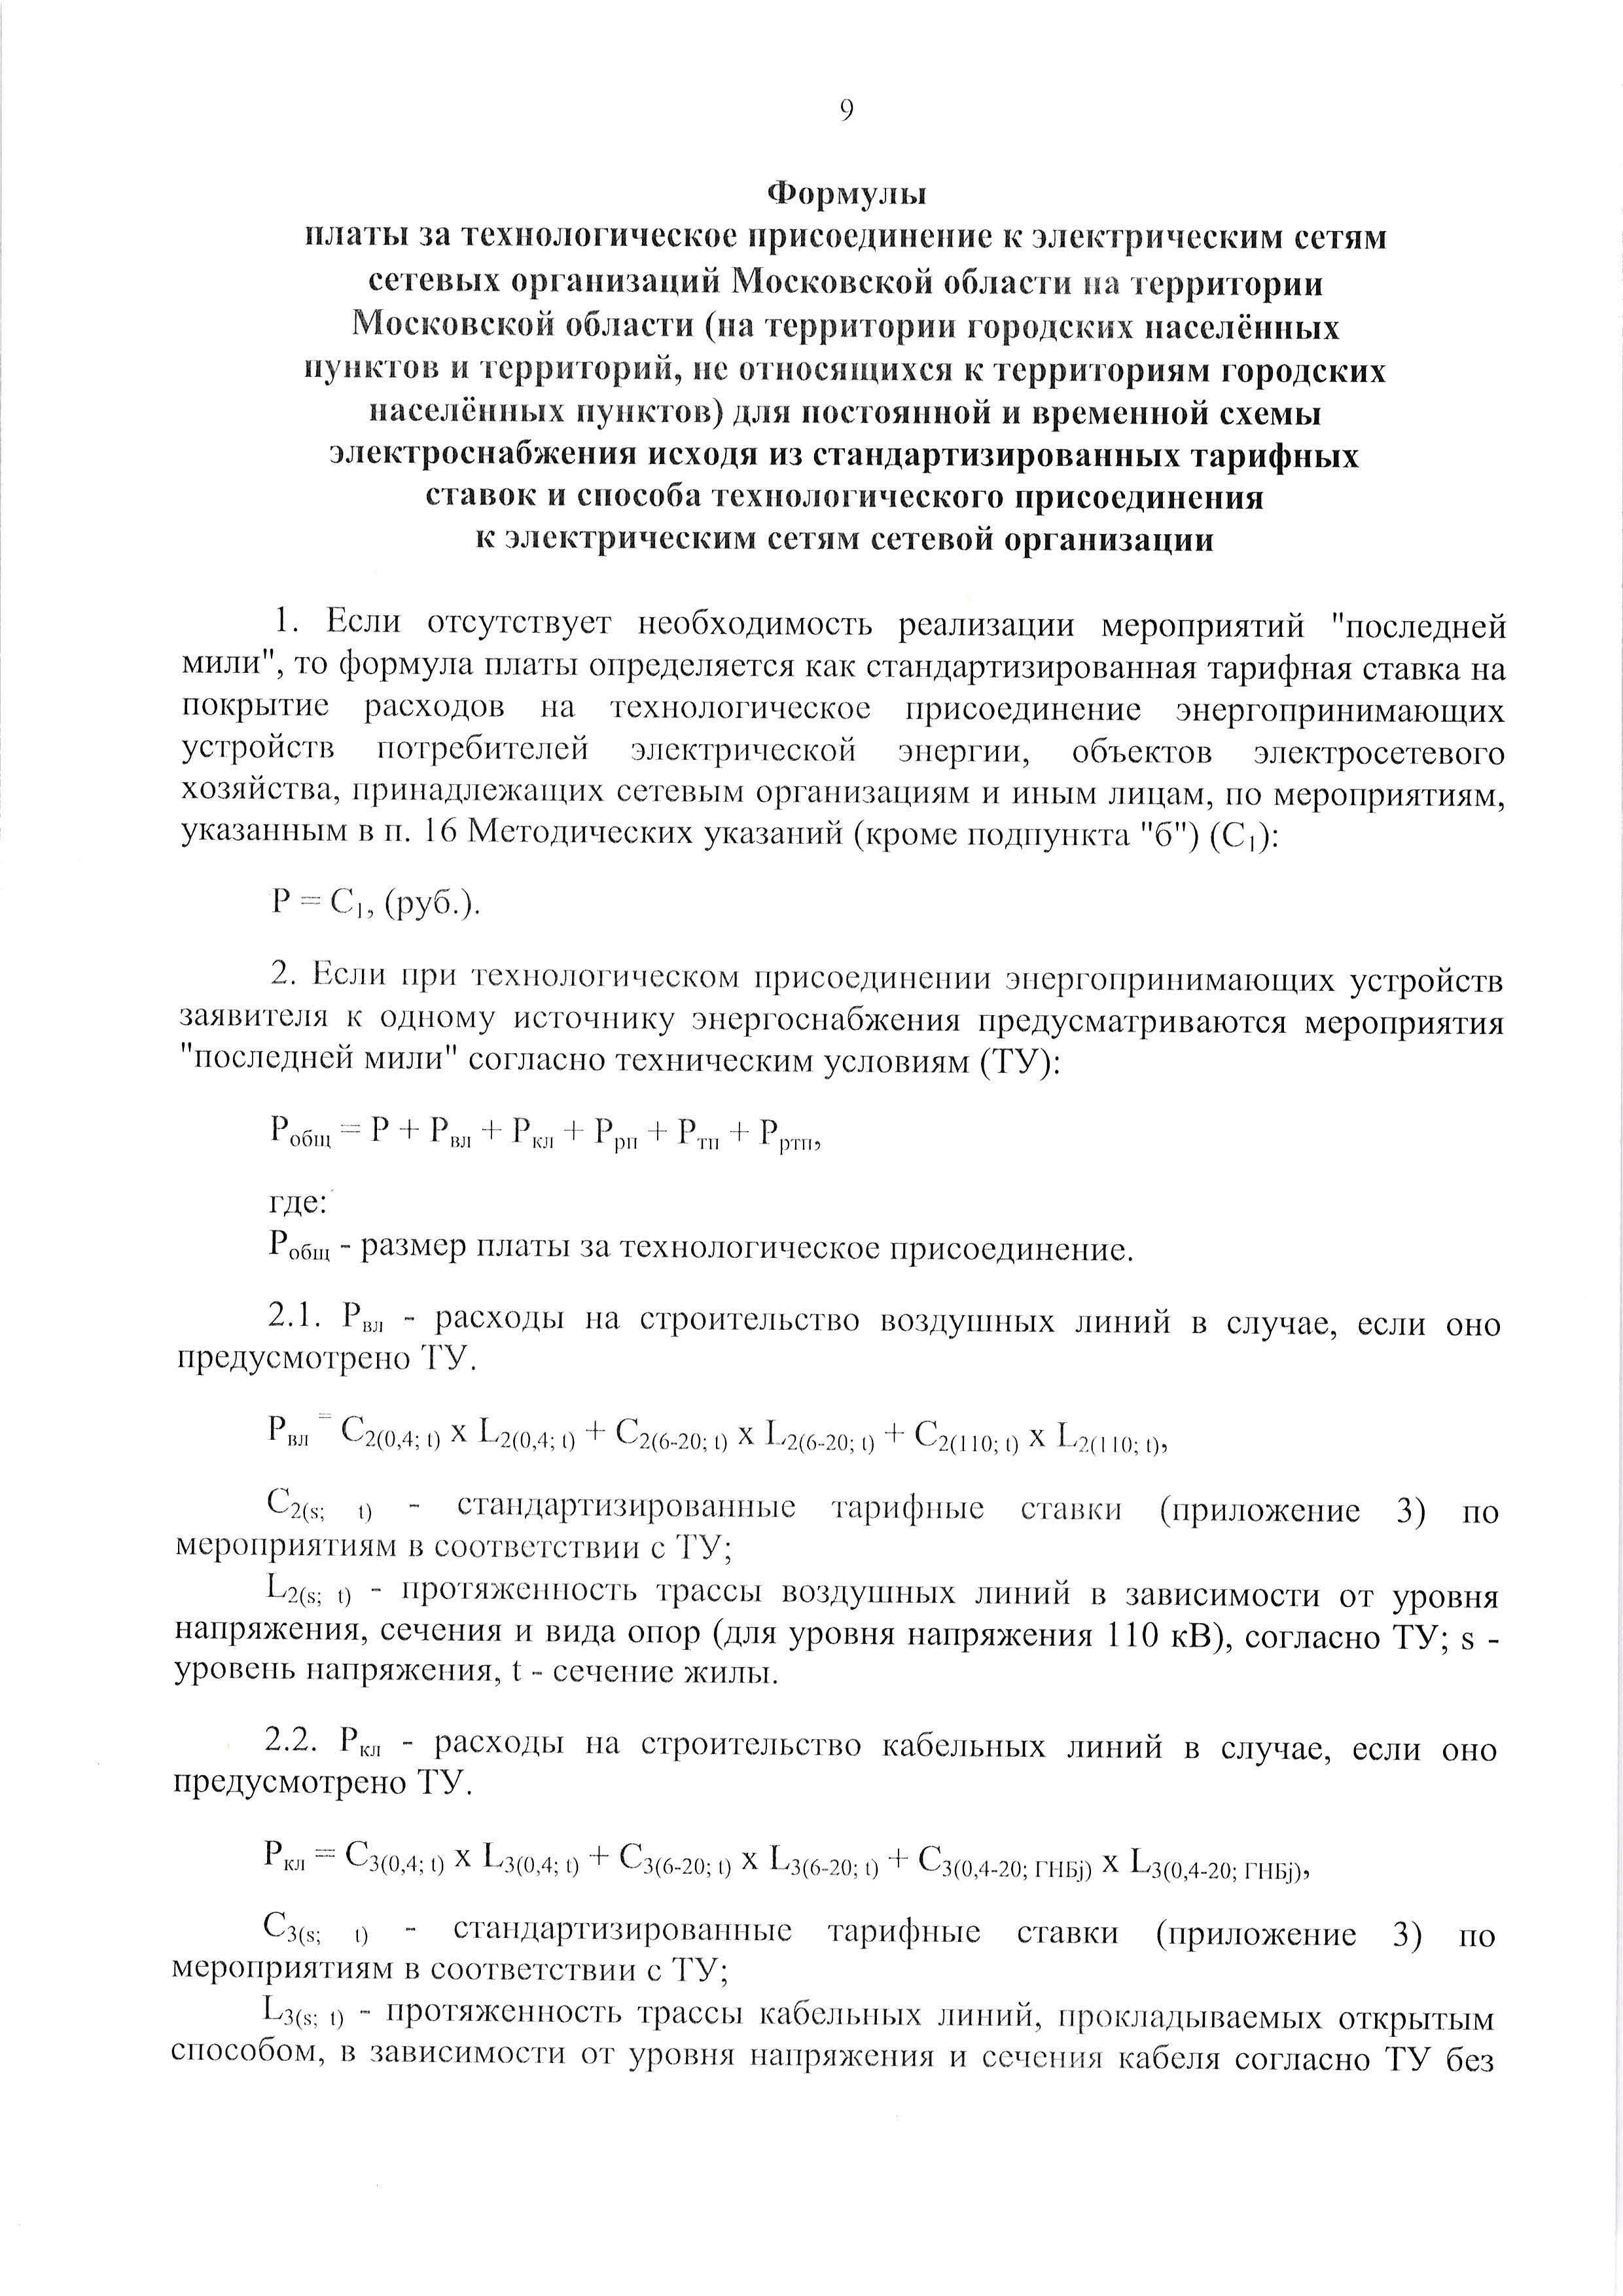 9
Формулы
платы за технологическое присоединение к электрическим сетям
сетевых организаций Московской области на территории
Московской области (на территории городских населённых
пунктов и территорий, не относящихся к территориям городских
населённых пунктов) для постоянной и временной схемы
электроснабжения исходя из стандартизированных тарифных
ставок и способа технологического присоединения
к электрическим сетям сетевой организации
1. Если отсутствует необходимость реализации мероприятий "последней
мили", то формула платы определяется как стандартизированная тарифная ставка на
покрытие расходов на технологическое присоединение энергопринимающих
устройств потребителей электрической энергии, объектов электросетевого
хозяйства, принадлежащих сетевым организациям и иным лицам, по мероприятиям,
указанным в п. 16 Методических указаний (кроме подпункта "б") (C1):
P = C1, (руб.).
2. Если при технологическом присоединении энергопринимающих устройств
заявителя к одному источнику энергоснабжения предусматриваются мероприятия
"последней мили" согласно техническим условиям (ТУ):
Pобщ = P + Pвл + Pкл + Pрп + Pтп + Pртп,
где:
Pобщ - размер платы за технологическое присоединение.
2.1. Pвл - расходы на строительство воздушных линий в случае, если оно
предусмотрено ТУ.
Pвл = C2(0,4; t) x L2(0,4; t) + C2(6-20; t) x L2(6-20; t) + C2(110; t) x L2(110; t),
C2(s; t) - стандартизированные тарифные ставки (приложение 3) по
мероприятиям в соответствии с ТУ;
L2(s; t) - протяженность трассы воздушных линий в зависимости от уровня
напряжения, сечения и вида опор (для уровня напряжения 110 кВ), согласно ТУ; s -
уровень напряжения, t - сечение жилы.
2.2. Pкл - расходы на строительство кабельных линий в случае, если оно
предусмотрено ТУ.
Pкл = C3(0,4; t) x L3(0,4; t) + C3(6-20; t) x L3(6-20; t) + C3(0,4-20; ГНБj) x L3(0,4-20; ГНБj),
C3(s; t) - стандартизированные тарифные ставки (приложение 3) по
мероприятиям в соответствии с ТУ;
L3(s; t) - протяженность трассы кабельных линий, прокладываемых открытым
способом, в зависимости от уровня напряжения и сечения кабеля согласно ТУ без